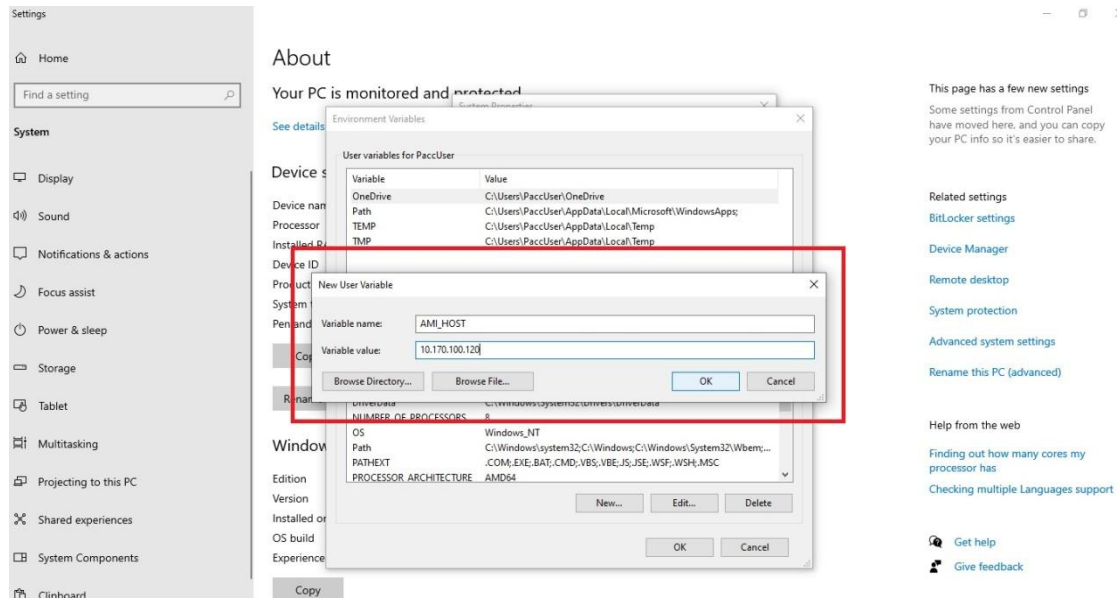 Settings
Home
Find a setting
System
Display
Sound
Notifications & actions
Focus assist
Power & sleep
Storage
Tablet
Multitasking
Projecting to this PC
Shared experiences
System Components
Clipboard
About
Your PC is monitored and protected
See details
Device
Device nam
Processor
Installed
Device ID
Product
System
Pen and
Windov
Edition
Version
Installed on
OS build
Experience
Copy
System Properties
Environment Variables
User variables for PaccUser
Variable Value
OneDrive C:\Users\PaccUser\OneDrive
Path C:\Users\PaccUser\AppData\Local\Microsoft\WindowsApps;
TEMP C:\Users\PaccUser\AppData\Local\Temp
TMP C:\Users\PaccUser\AppData\Local\Temp
New User Variable
Variable name: AMI_HOST
Variable value: 10.170.100.120
Browse Directory... Browse File... OK Cancel
DriverData C:\Windows\System32\Drivers\DriverData
NUMBER_OF_PROCESSORS 8
OS Windows_NT
Path C:\Windows\system32;C:\Windows;C:\Windows\System32\Wbem;...
PATHEXT .COM;.EXE;.BAT;.CMD;.VBS;.VBE;.JS;.JSE;.WSF;.WSH;.MSC
PROCESSOR_ARCHITECTURE AMD64
New... Edit... Delete
OK Cancel
This page has a few new settings
Some settings from Control Panel
have moved here, and you can copy
your PC info so it's easier to share.
Related settings
BitLocker settings
Device Manager
Remote desktop
System protection
Advanced system settings
Rename this PC (advanced)
Help from the web
Finding out how many cores my
processor has
Checking multiple Languages support
Get help
Give feedback